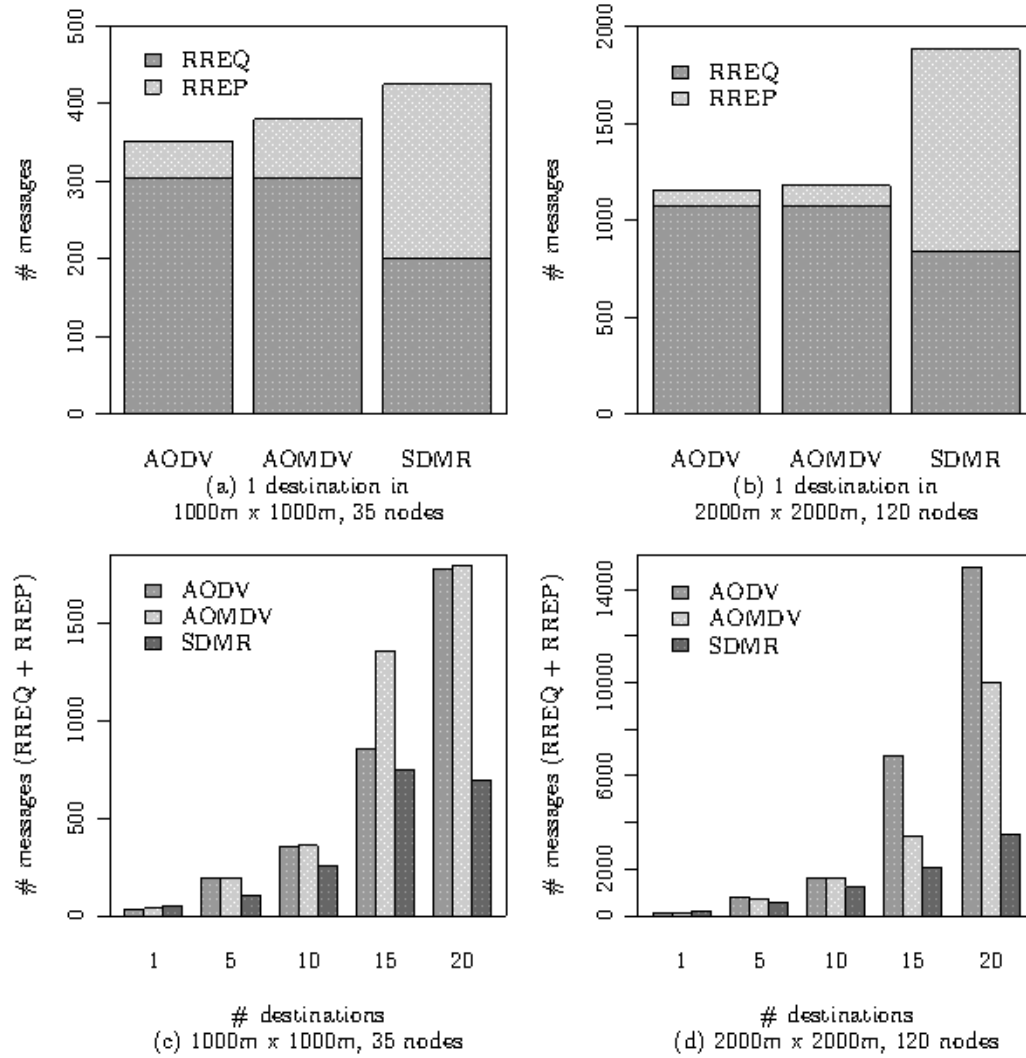 500
400
300
200
100
0
# messages
RREQ
RREP
AODV AOMDV SDMR
(a) 1 destination in
1000m x 1000m, 35 nodes
2000
1500
1000
500
0
# messages
RREQ
RREP
AODV AOMDV SDMR
(b) 1 destination in
2000m x 2000m, 120 nodes
1500
1000
500
0
# messages (RREQ + RREP)
AODV
AOMDV
SDMR
1 5 10 15 20
# destinations
(c) 1000m x 1000m, 35 nodes
14000
10000
6000
2000
0
# messages (RREQ + RREP)
AODV
AOMDV
SDMR
1 5 10 15 20
# destinations
(d) 2000m x 2000m, 120 nodes